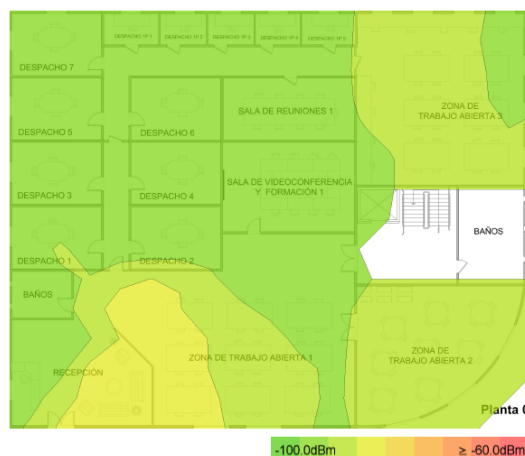 DESPACHO 1P 1
DESPACHO 1P 2
DESPACHO 1P 3
DESPACHO 1P 4
DESPACHO 1P 5
DESPACHO 7
ZONA DE
TRABAJO ABIERTA 3
DESPACHO 5
DESPACHO 6
SALA DE REUNIONES 1
DESPACHO 3
DESPACHO 4
SALA DE VIDEOCONFERENCIA
Y FORMACIÓN 1
BAÑOS
DESPACHO 1
DESPACHO 2
BAÑOS
RECEPCIÓN
ZONA DE TRABAJO ABIERTA 1
ZONA DE
TRABAJO ABIERTA 2
Planta 0
-100.0dBm
≥ -60.0dBm